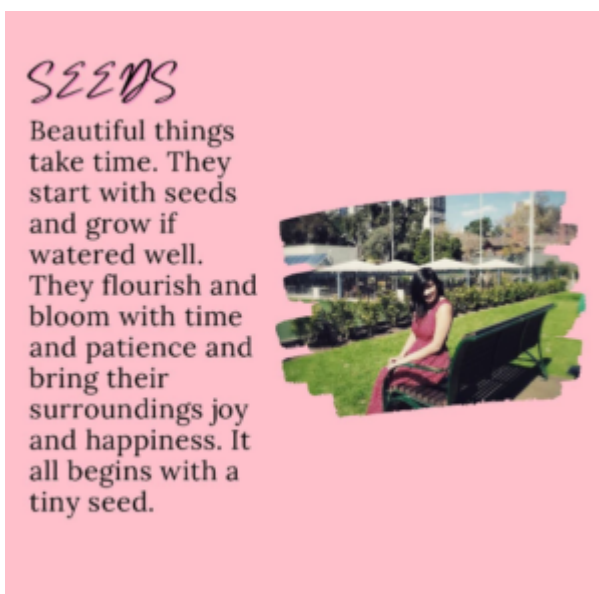 SEEDS
Beautiful things
take time. They
start with seeds
and grow if
watered well.
They flourish and
bloom with time
and patience and
bring their
surroundings joy
and happiness. It
all begins with a
tiny seed.